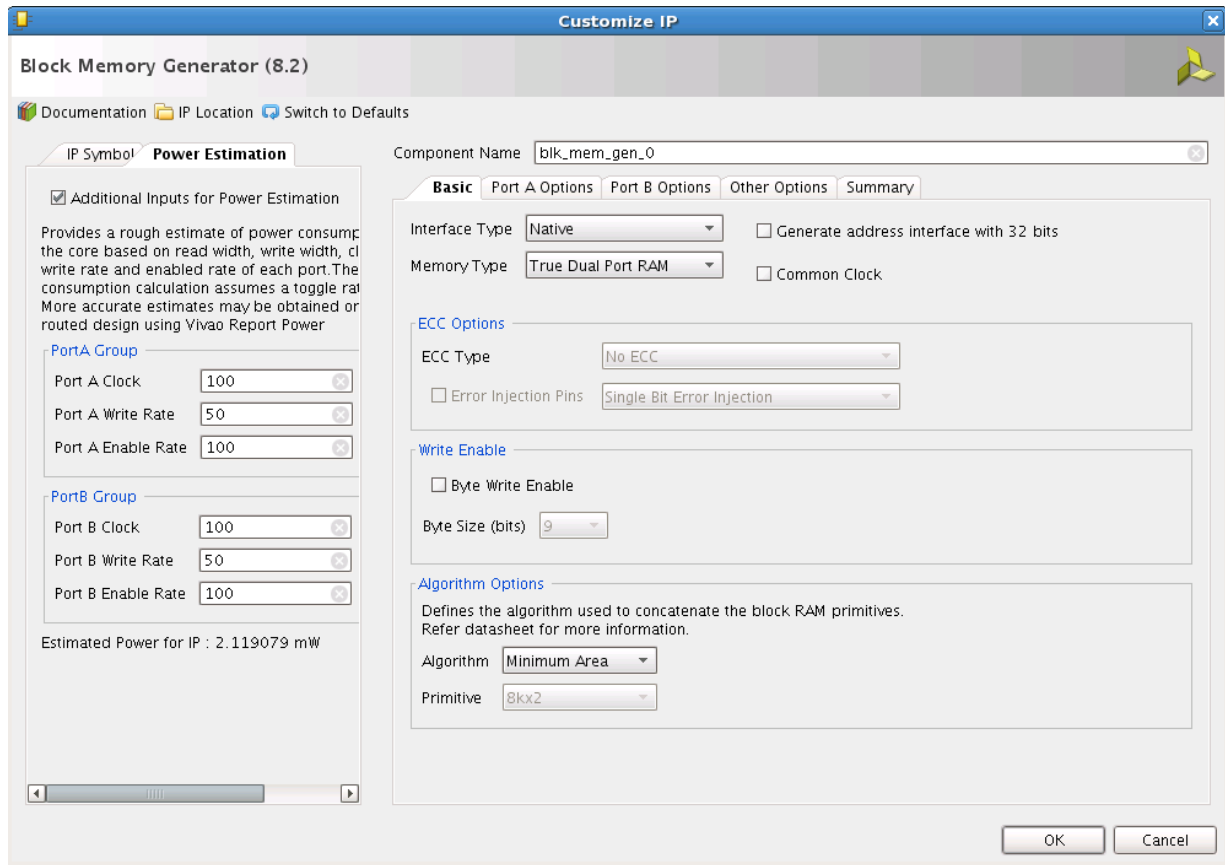 Customize IP
Block Memory Generator (8.2)
Documentation IP Location Switch to Defaults
IP Symbol Power Estimation
Additional Inputs for Power Estimation
Provides a rough estimate of power consump
the core based on read width, write width, cl
write rate and enabled rate of each port.The
consumption calculation assumes a toggle rat
More accurate estimates may be obtained on
routed design using Vivao Report Power
PortA Group
Port A Clock 100
Port A Write Rate 50
Port A Enable Rate 100
PortB Group
Port B Clock 100
Port B Write Rate 50
Port B Enable Rate 100
Estimated Power for IP : 2.119079 mW
Component Name blk_mem_gen_0
Basic Port A Options Port B Options Other Options Summary
Interface Type Native Generate address interface with 32 bits
Memory Type True Dual Port RAM Common Clock
ECC Options
ECC Type No ECC
Error Injection Pins Single Bit Error Injection
Write Enable
Byte Write Enable
Byte Size (bits) 9
Algorithm Options
Defines the algorithm used to concatenate the block RAM primitives.
Refer datasheet for more information.
Algorithm Minimum Area
Primitive 8kx2
OK Cancel